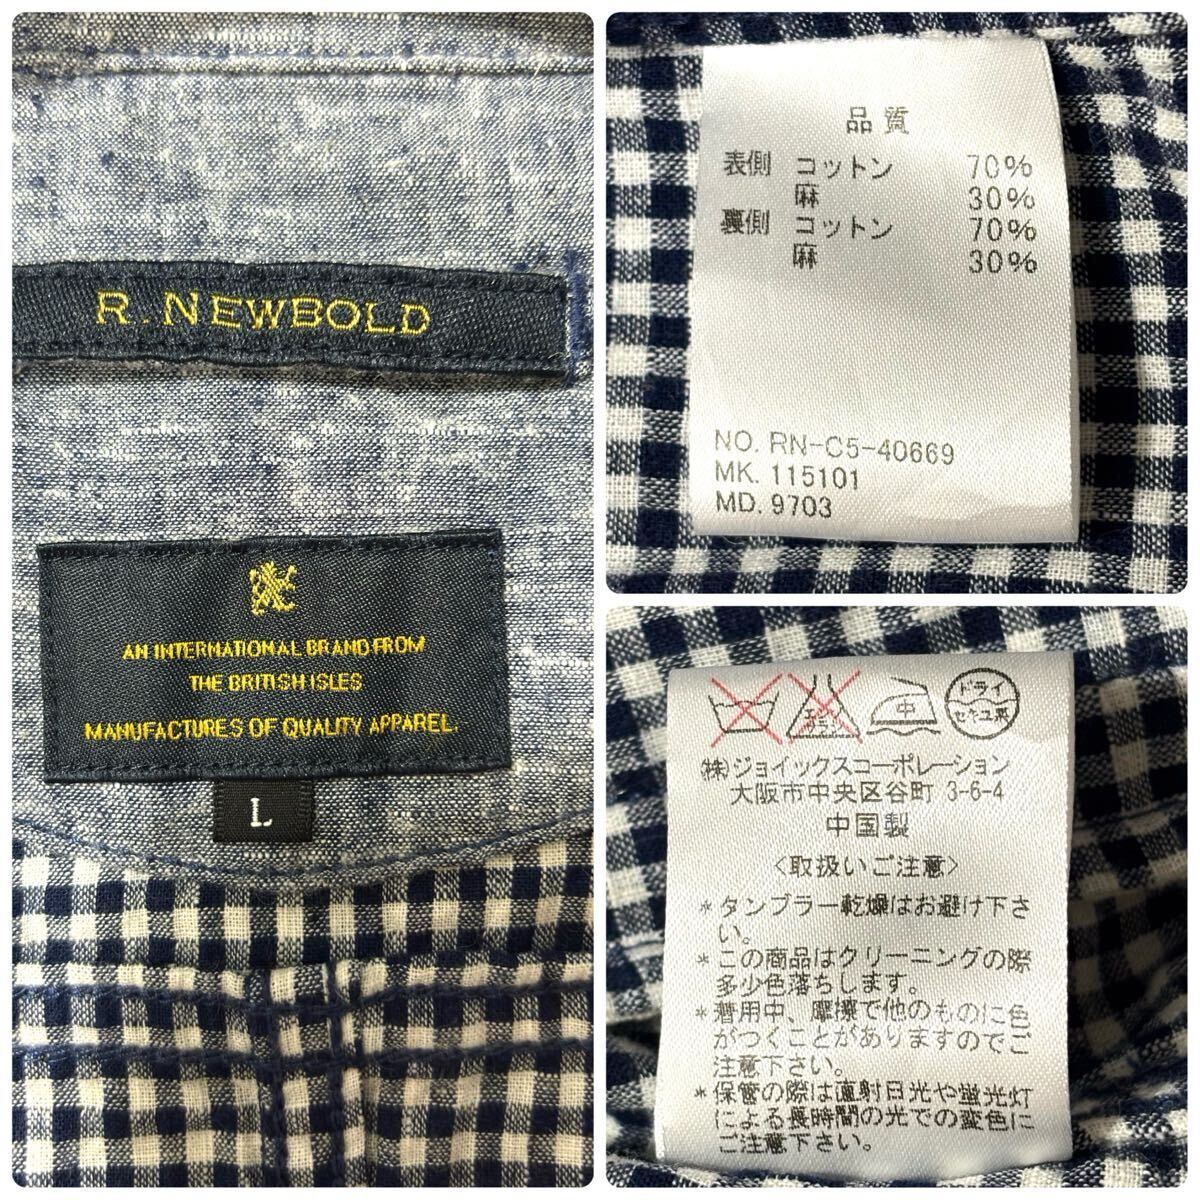 R. NEWBOLD
AN INTERNATIONAL BRAND FROM
THE BRITISH ISLES
MANUFACTURES OF QUALITY APPAREL.
L
品質
表側 コットン 70%
麻 30%
裏側 コットン 70%
麻 30%
NO. RN-C5-40669
MK. 115101
MD. 9703
エンソサラシ
中
ドライ
セキユ系
㈱ジョイックスコーポレーション
大阪市中央区谷町 3-6-4
中国製
〈取扱いご注意〉
*タンブラー乾燥はお避け下さ
い。
*この商品はクリーニングの際
多少色落ちします。
*着用中、摩擦で他のものに色
がつくことがありますのでご
注意下さい。
*保管の際は直射日光や蛍光灯
による長時間の光での変色に
ご注意下さい。